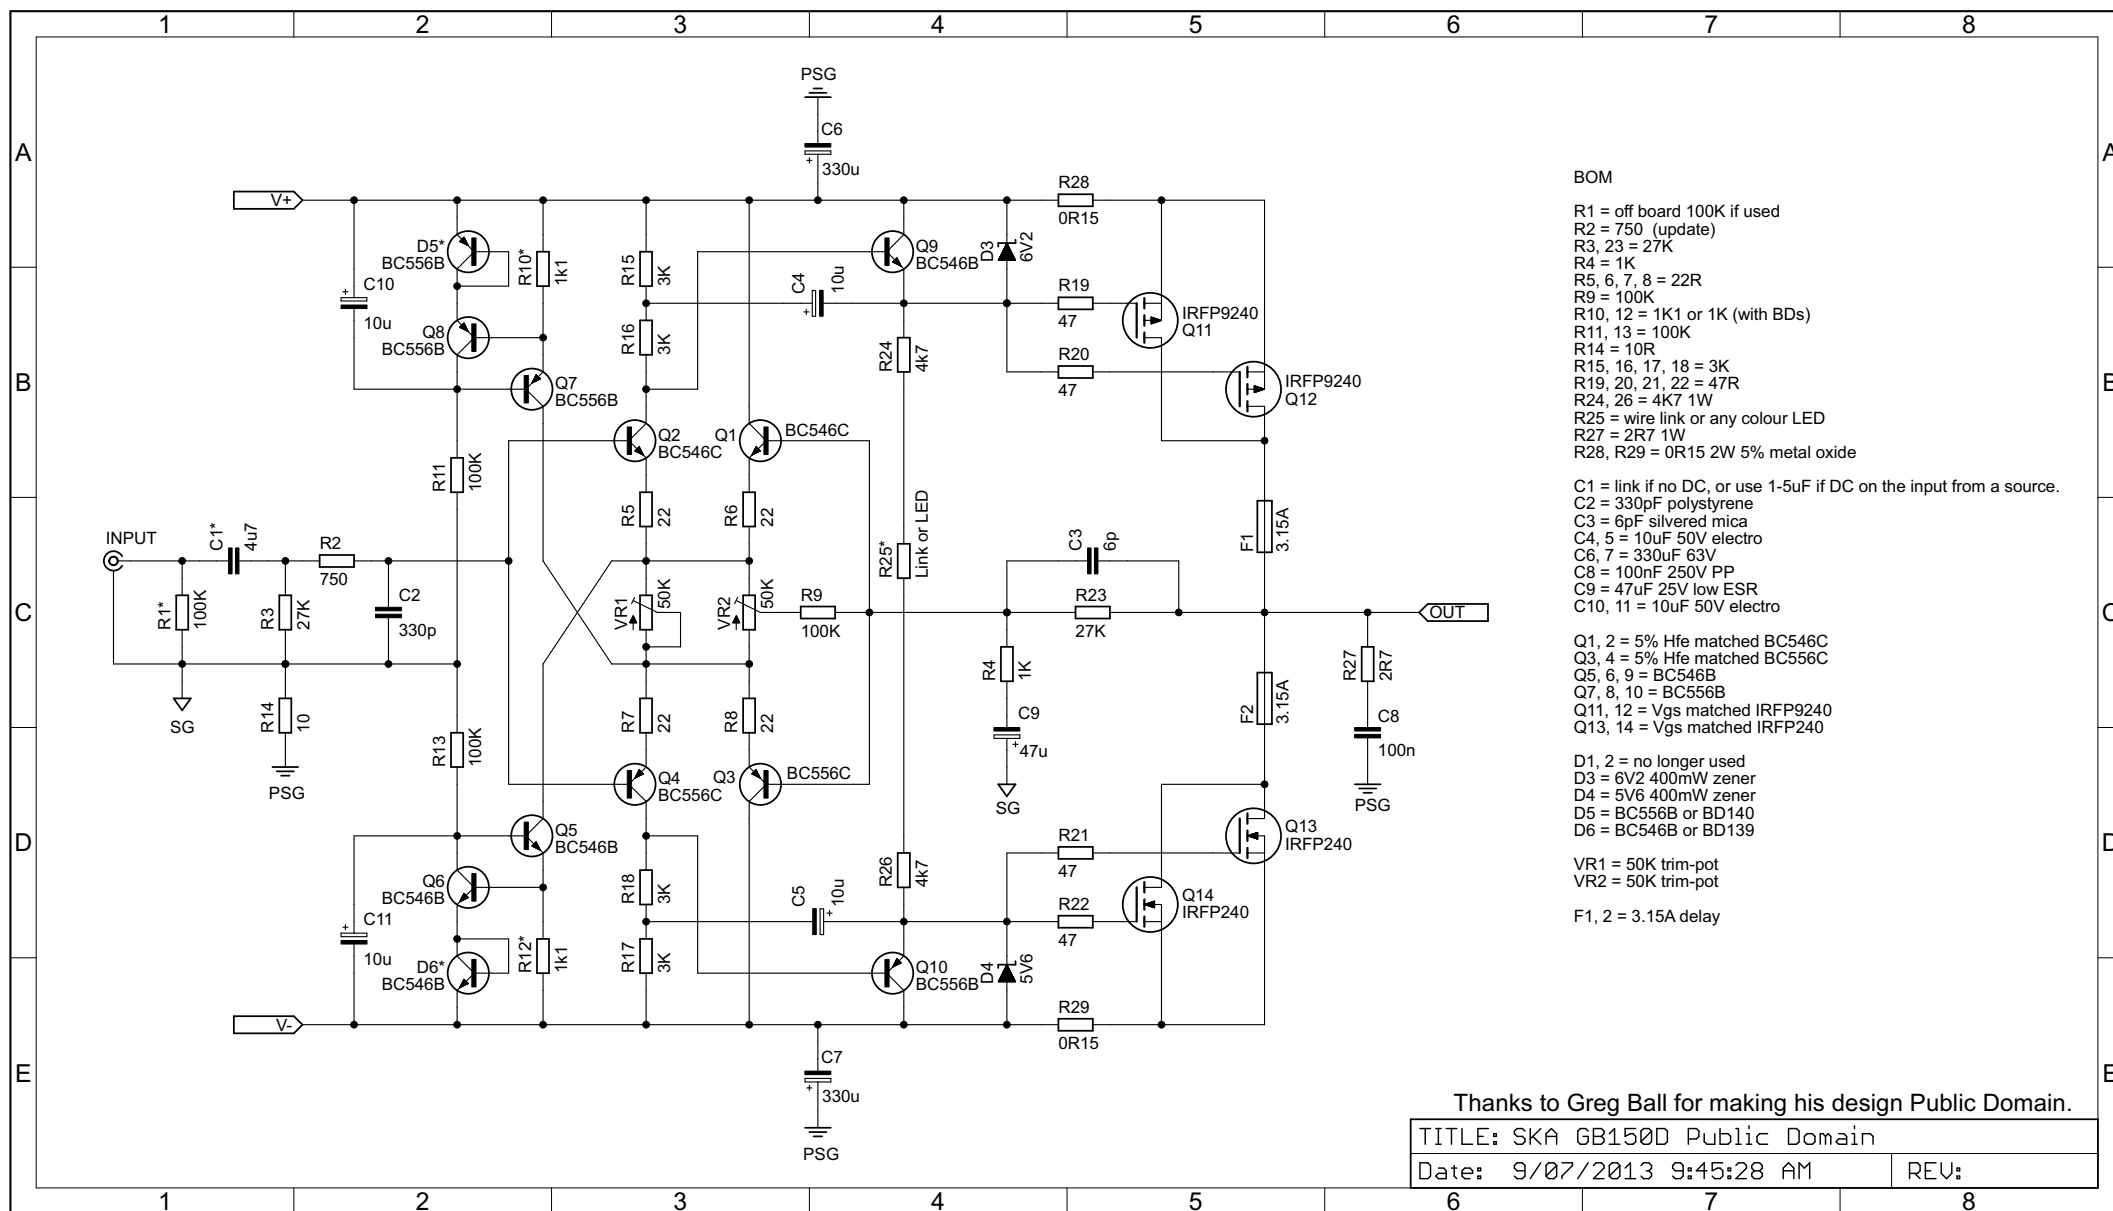 1 2 3 4 5 6 7 8
A
B
C
D
E
A
B
C
D
E
PSG
C6
330u
V+
R28
0R15
D5*
BC556B
R10*
1k1
R15
3K
Q9
BC546B
D3
6V2
C10
10u
C4
10u
R19
47
IRFP9240
Q11
Q8
BC556B
R16
3K
R24
4k7
R20
47
Q7
BC556B
IRFP9240
Q12
Q2
BC546C
Q1
BC546C
R11
100K
R5
22
R6
22
R25*
Link or LED
F1
3.15A
INPUT
C1*
4u7
R2
750
C3
6p
R1*
100K
R3
27K
C2
330p
VR1
50K
VR2
50K
R9
100K
R23
27K
OUT
SG
R14
10
PSG
R7
22
R8
22
R4
1K
C9
47u
SG
F2
3.15A
R27
2R7
C8
100n
PSG
R13
100K
Q4
BC556C
Q3
BC556C
Q5
BC546B
R21
47
Q13
IRFP240
Q6
BC546B
R18
3K
C5
10u
R26
4k7
Q14
IRFP240
C11
10u
R22
47
D6*
BC546B
R12*
1k1
R17
3K
Q10
BC556B
D4
5V6
V-
R29
0R15
C7
330u
PSG
BOM
R1 = off board 100K if used
R2 = 750 (update)
R3, 23 = 27K
R4 = 1K
R5, 6, 7, 8 = 22R
R9 = 100K
R10, 12 = 1K1 or 1K (with BDs)
R11, 13 = 100K
R14 = 10R
R15, 16, 17, 18 = 3K
R19, 20, 21, 22 = 47R
R24, 26 = 4K7 1W
R25 = wire link or any colour LED
R27 = 2R7 1W
R28, R29 = 0R15 2W 5% metal oxide
C1 = link if no DC, or use 1-5uF if DC on the input from a source.
C2 = 330pF polystyrene
C3 = 6pF silvered mica
C4, 5 = 10uF 50V electro
C6, 7 = 330uF 63V
C8 = 100nF 250V PP
C9 = 47uF 25V low ESR
C10, 11 = 10uF 50V electro
Q1, 2 = 5% Hfe matched BC546C
Q3, 4 = 5% Hfe matched BC556C
Q5, 6, 9 = BC546B
Q7, 8, 10 = BC556B
Q11, 12 = Vgs matched IRFP9240
Q13, 14 = Vgs matched IRFP240
D1, 2 = no longer used
D3 = 6V2 400mW zener
D4 = 5V6 400mW zener
D5 = BC556B or BD140
D6 = BC546B or BD139
VR1 = 50K trim-pot
VR2 = 50K trim-pot
F1, 2 = 3.15A delay
Thanks to Greg Ball for making his design Public Domain.
TITLE: SKA GB150D Public Domain
Date: 9/07/2013 9:45:28 AM REV:
1 2 3 4 5 6 7 8